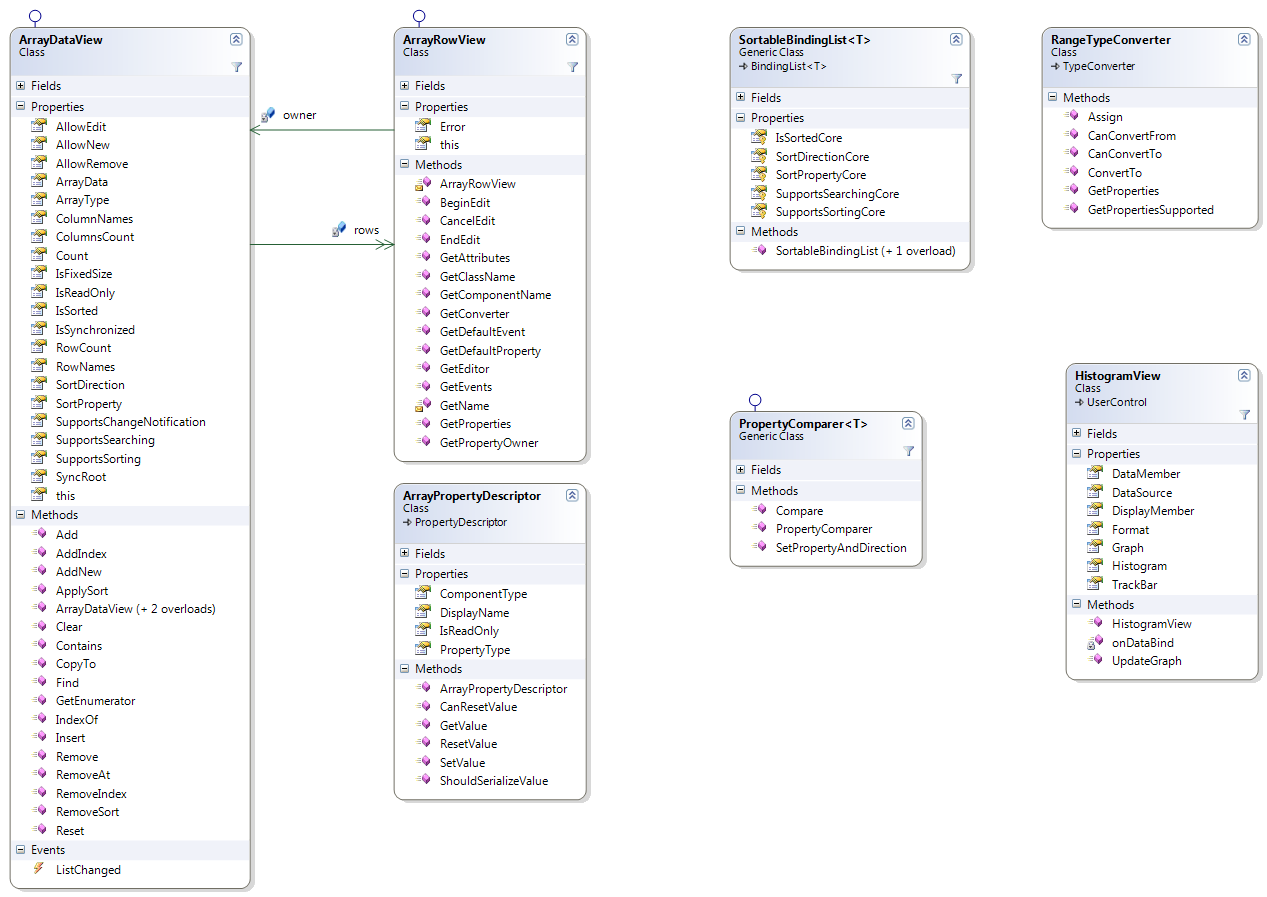 ArrayDataView
Class
Fields
Properties
AllowEdit
AllowNew
AllowRemove
ArrayData
ArrayType
ColumnNames
ColumnsCount
Count
IsFixedSize
IsReadOnly
IsSorted
IsSynchronized
RowCount
RowNames
SortDirection
SortProperty
SupportsChangeNotification
SupportsSearching
SupportsSorting
SyncRoot
this
Methods
Add
AddIndex
AddNew
ApplySort
ArrayDataView (+ 2 overloads)
Clear
Contains
CopyTo
Find
GetEnumerator
IndexOf
Insert
Remove
RemoveAt
RemoveIndex
RemoveSort
Reset
Events
ListChanged
owner
rows
ArrayRowView
Class
Fields
Properties
Error
this
Methods
ArrayRowView
BeginEdit
CancelEdit
EndEdit
GetAttributes
GetClassName
GetComponentName
GetConverter
GetDefaultEvent
GetDefaultProperty
GetEditor
GetEvents
GetName
GetProperties
GetPropertyOwner
ArrayPropertyDescriptor
Class
PropertyDescriptor
Fields
Properties
ComponentType
DisplayName
IsReadOnly
PropertyType
Methods
ArrayPropertyDescriptor
CanResetValue
GetValue
ResetValue
SetValue
ShouldSerializeValue
SortableBindingList<T>
Generic Class
BindingList<T>
Fields
Properties
IsSortedCore
SortDirectionCore
SortPropertyCore
SupportsSearchingCore
SupportsSortingCore
Methods
SortableBindingList (+ 1 overload)
PropertyComparer<T>
Generic Class
Fields
Methods
Compare
PropertyComparer
SetPropertyAndDirection
RangeTypeConverter
Class
TypeConverter
Methods
Assign
CanConvertFrom
CanConvertTo
ConvertTo
GetProperties
GetPropertiesSupported
HistogramView
Class
UserControl
Fields
Properties
DataMember
DataSource
DisplayMember
Format
Graph
Histogram
TrackBar
Methods
HistogramView
onDataBind
UpdateGraph